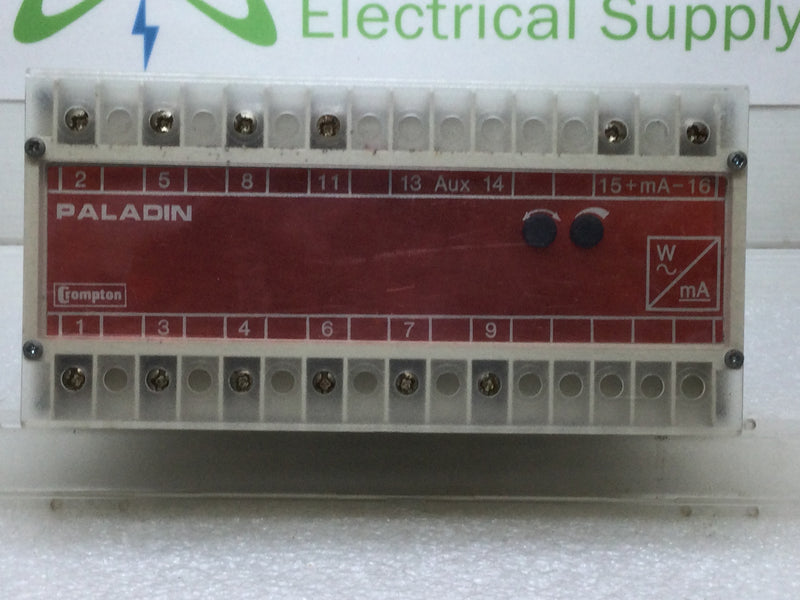 Electrical Supply
2 5 8 11 13 Aux 14 15+mA-16
PALADIN
W
mA
Crompton
1 3 4 6 7 9